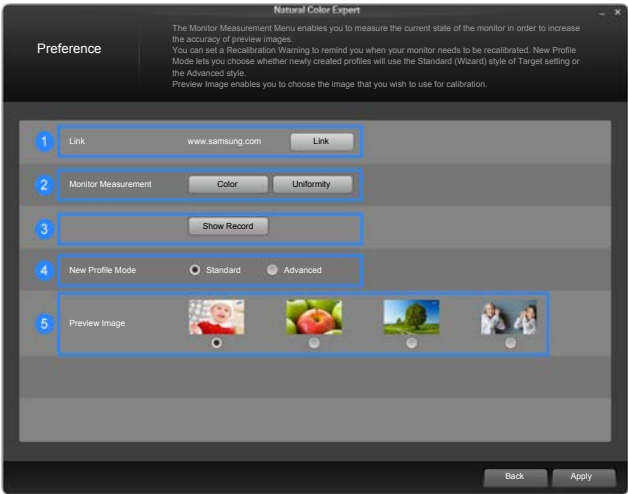 Natural Color Expert
Preference
The Monitor Measurement Menu enables you to measure the current state of the monitor in order to increase
the accuracy of preview images.
You can set a Recalibration Warning to remind you when your monitor needs to be recalibrated. New Profile
Mode lets you choose whether newly created profiles will use the Standard (Wizard) style of Target setting or
the Advanced style.
Preview Image enables you to choose the image that you wish to use for calibration.
1 Link www.samsung.com Link
2 Monitor Measurement Color Uniformity
3 Show Record
4 New Profile Mode Standard Advanced
5 Preview Image
Back Apply